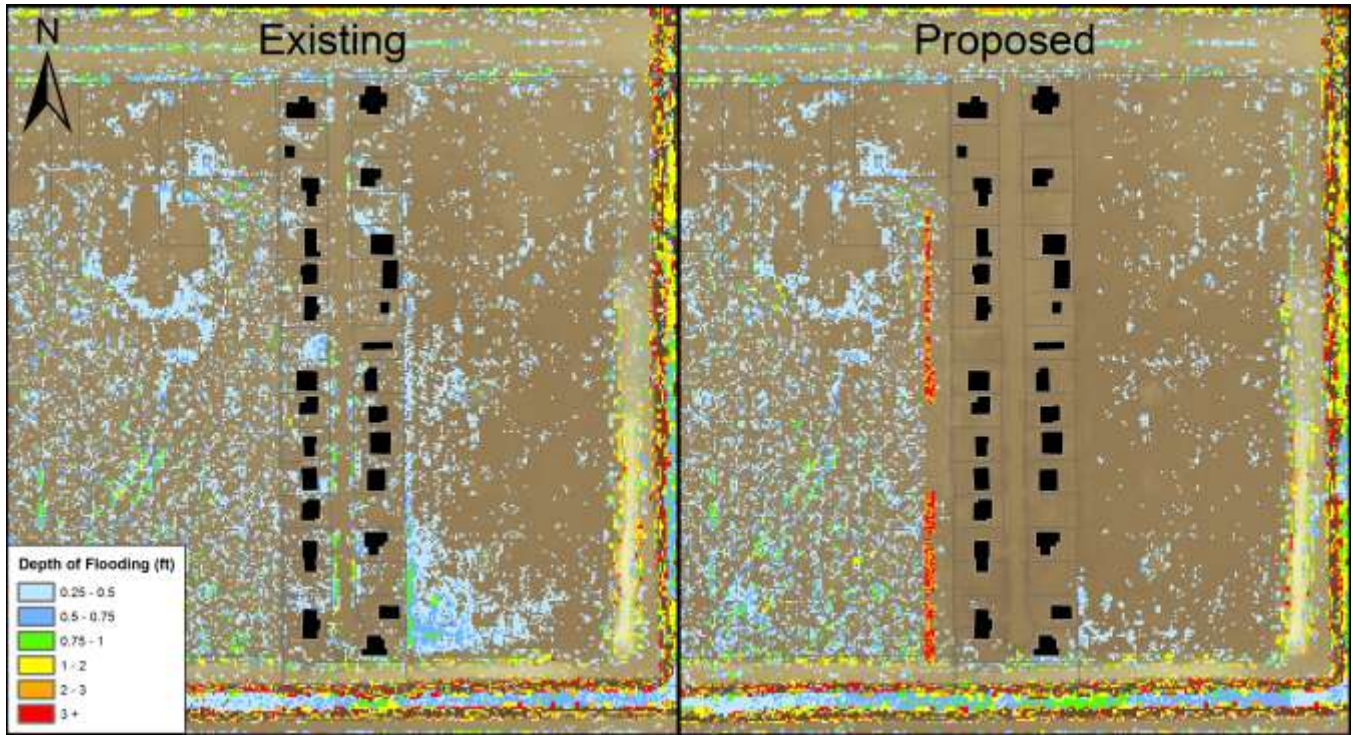 N
Existing
Proposed
Depth of Flooding (ft)
0.25 - 0.5
0.5 - 0.75
0.75 - 1
1 - 2
2 - 3
3 +